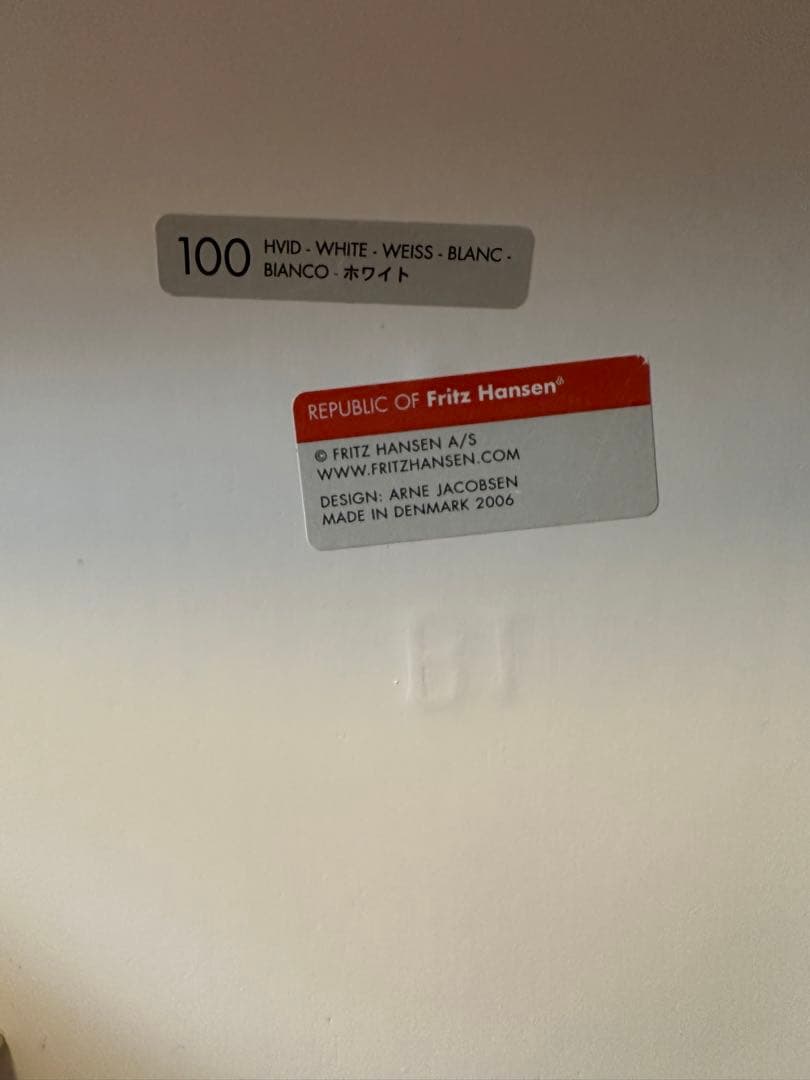 100 HVID - WHITE - WEISS - BLANC -
BIANCO - ホワイト
REPUBLIC OF Fritz Hansen®
© FRITZ HANSEN A/S
WWW.FRITZHANSEN.COM
DESIGN: ARNE JACOBSEN
MADE IN DENMARK 2006